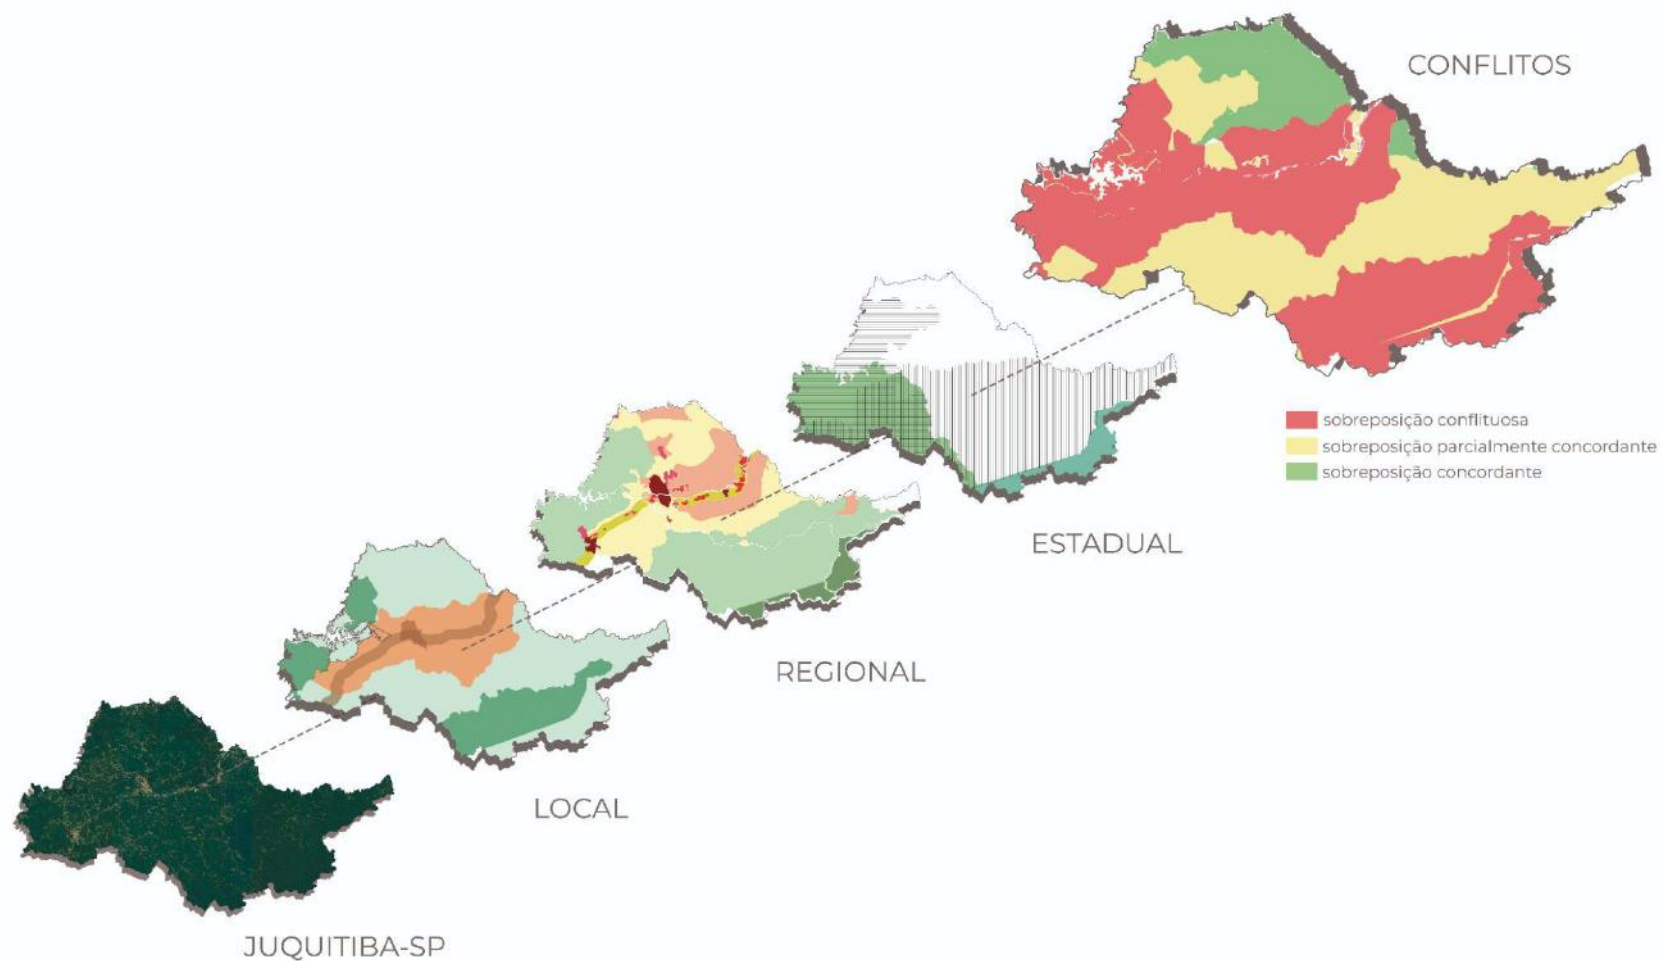 CONFLITOS
sobreposição conflituosa
sobreposição parcialmente concordante
sobreposição concordante
ESTADUAL
REGIONAL
LOCAL
JUQUITIBA-SP